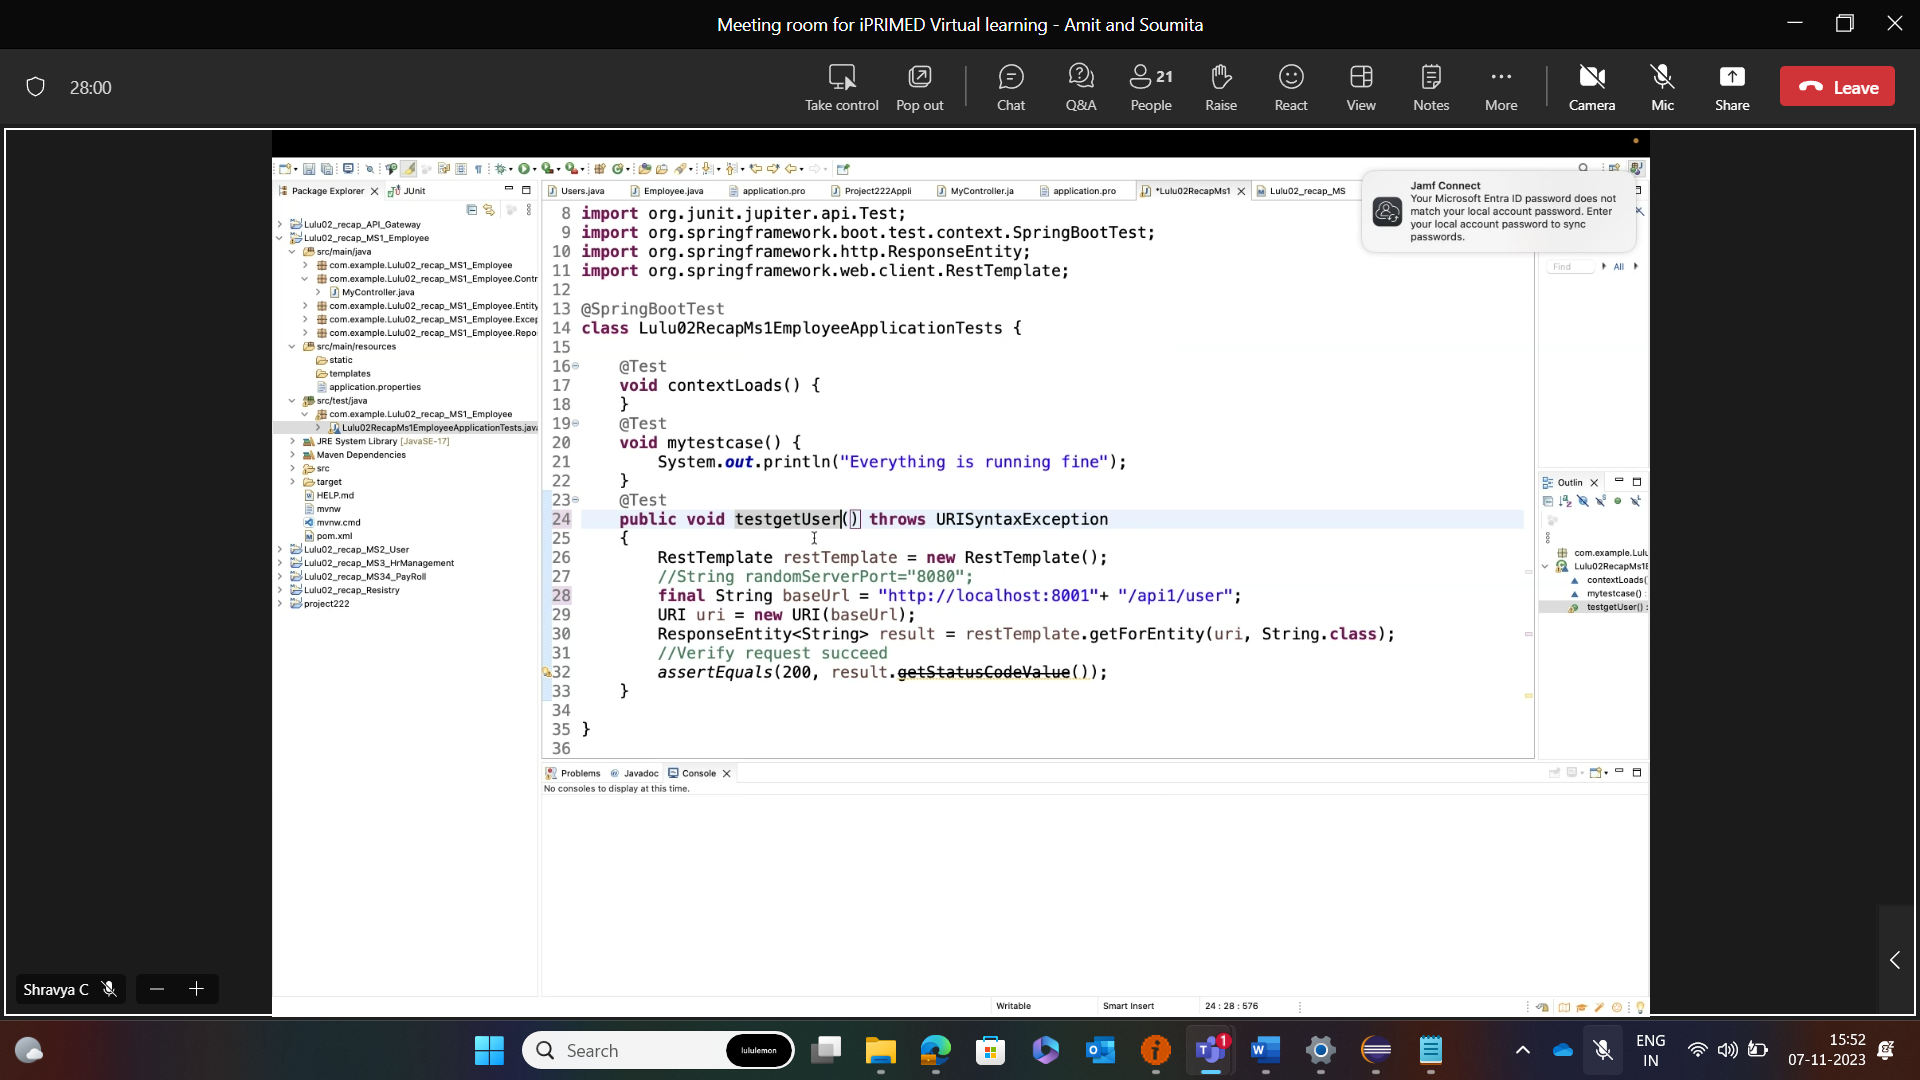 Meeting room for iPRIMED Virtual learning - Amit and Soumita
28:00
Take control
Pop out
Chat
Q&A
21
People
Raise
React
View
Notes
More
Camera
Mic
Share
Leave
Package Explorer
JUnit
Lulu02_recap_API_Gateway
Lulu02_recap_MS1_Employee
src/main/java
com.example.Lulu02_recap_MS1_Employee
com.example.Lulu02_recap_MS1_Employee.Contr
MyController.java
com.example.Lulu02_recap_MS1_Employee.Entity
com.example.Lulu02_recap_MS1_Employee.Excep
com.example.Lulu02_recap_MS1_Employee.Repo
src/main/resources
static
templates
application.properties
src/test/java
com.example.Lulu02_recap_MS1_Employee
Lulu02RecapMs1EmployeeApplicationTests.java
JRE System Library [JavaSE-17]
Maven Dependencies
src
target
HELP.md
mvnw
mvnw.cmd
pom.xml
Lulu02_recap_MS2_User
Lulu02_recap_MS3_HrManagement
Lulu02_recap_MS34_PayRoll
Lulu02_recap_Registry
project222
Users.java
Employee.java
application.pro
Project222Appli
MyController.ja
application.pro
*Lulu02RecapMs1
Lulu02_recap_MS
Jamf Connect
Your Microsoft Entra ID password does not
match your local account password. Enter
your local account password to sync
passwords.
8 import org.junit.jupiter.api.Test;
9 import org.springframework.boot.test.context.SpringBootTest;
10 import org.springframework.http.ResponseEntity;
11 import org.springframework.web.client.RestTemplate;
12
13 @SpringBootTest
14 class Lulu02RecapMs1EmployeeApplicationTests {
15
16 @Test
17 void contextLoads() {
18 }
19 @Test
20 void mytestcase() {
21 System.out.println("Everything is running fine");
22 }
23 @Test
24 public void testgetUser() throws URISyntaxException
25 {
26 RestTemplate restTemplate = new RestTemplate();
27 //String randomServerPort="8080";
28 final String baseUrl = "http://localhost:8001"+ "/api1/user";
29 URI uri = new URI(baseUrl);
30 ResponseEntity<String> result = restTemplate.getForEntity(uri, String.class);
31 //Verify request succeed
32 assertEquals(200, result.getStatusCodeValue());
33 }
34
35 }
36
Find
All
Outlin
com.example.Lulu
Lulu02RecapMs1E
contextLoads(
mytestcase() :
testgetUser() :
Problems
Javadoc
Console
No consoles to display at this time.
Writable
Smart Insert
24 : 28 : 576
Shravya C
Search
lululemon
1
ENG
IN
15:52
07-11-2023